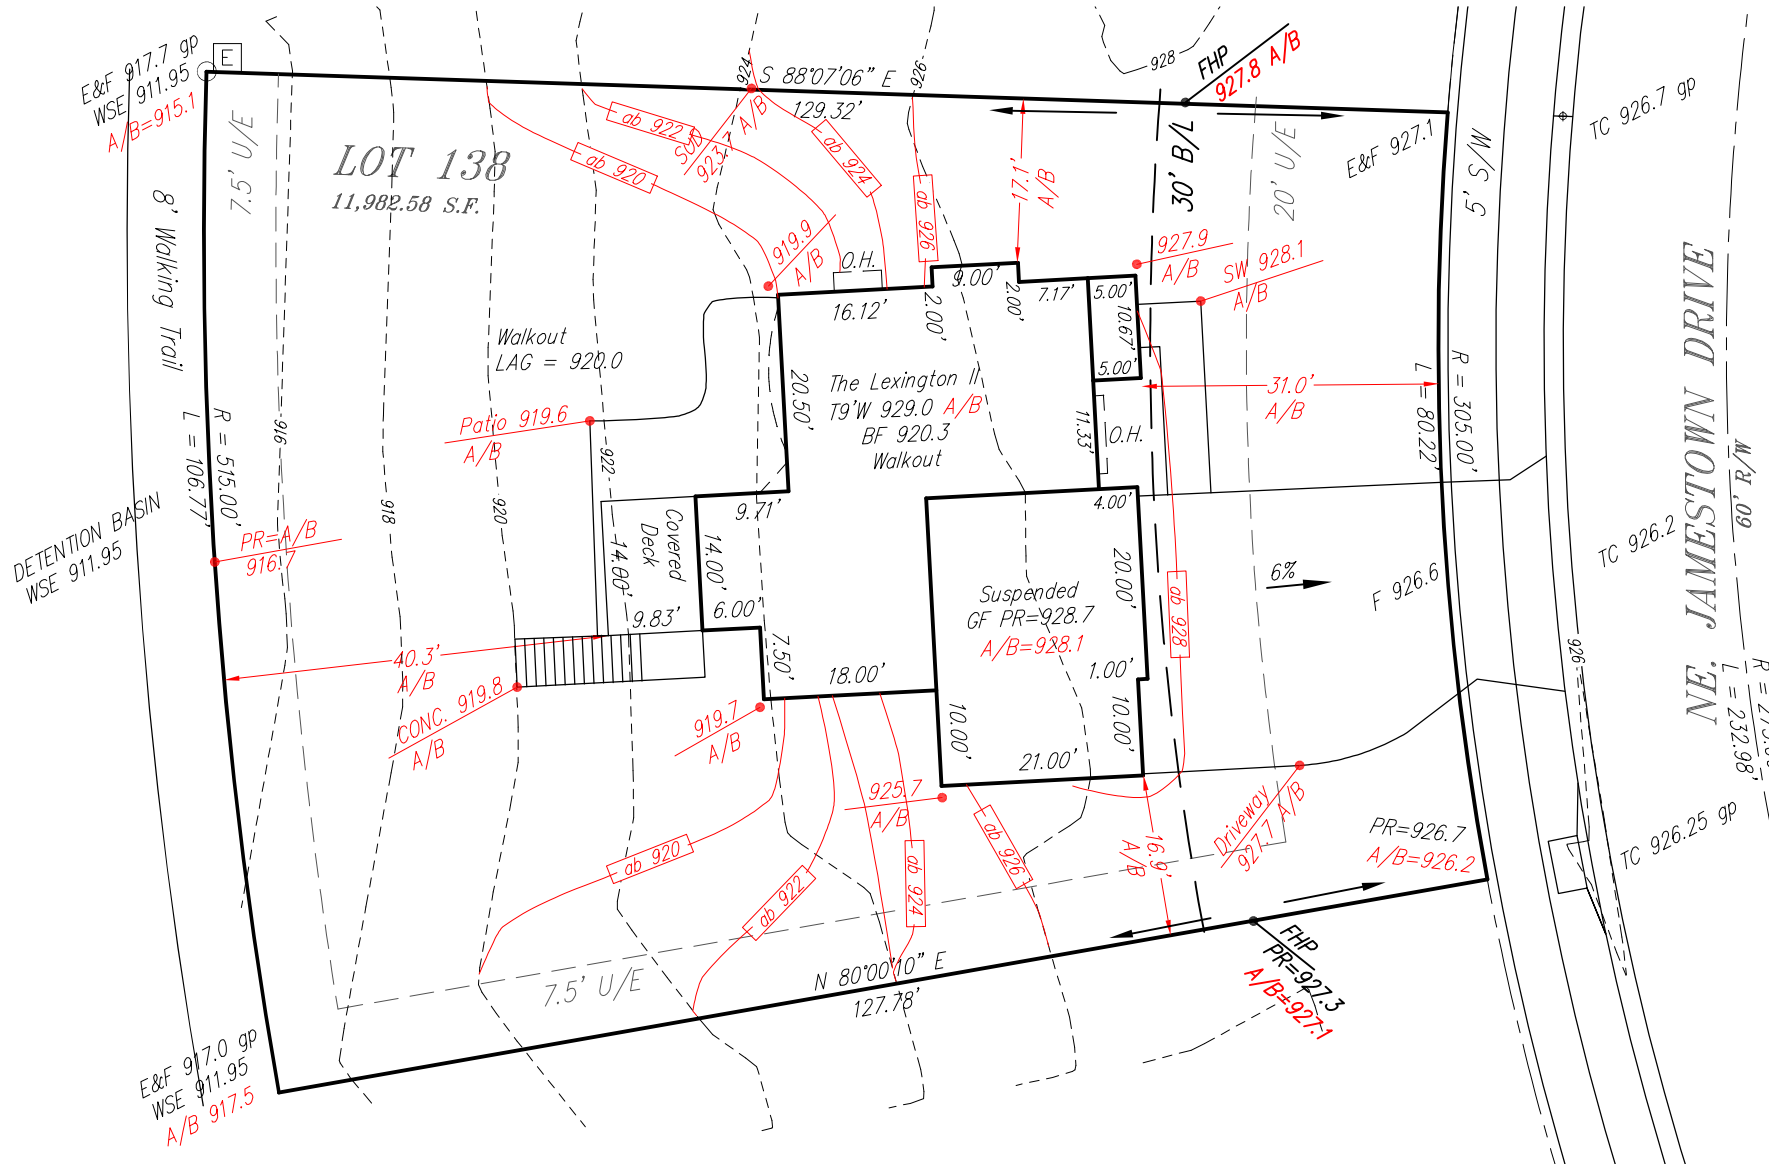 E&F 917.7 gp
WSE 911.95
A/B=915.1
E
7.5' U/E
LOT 138
11,982.58 S.F.
8' Walking Trail
924
S 88°07'06" E
129.32'
926
928
FHP
927.8 A/B
ab 922
ab 920
SUD
923.7 A/B
ab 924
ab 926
17.1'
A/B
30' B/L
20' U/E
E&F 927.1
5' S/W
TC 926.7 gp
919.9
A/B
O.H.
927.9
A/B
SW 928.1
A/B
16.12'
2.00'
9.00'
2.00'
7.17'
5.00'
10.67'
5.00'
Walkout
LAG = 920.0
20.50'
The Lexington II
T9'W 929.0 A/B
BF 920.3
Walkout
11.33'
O.H.
31.0'
A/B
L = 80.22'
R = 305.00'
Patio 919.6
A/B
916
918
920
922
R = 515.00'
L = 106.77'
DETENTION BASIN
WSE 911.95
PR=A/B
916.7
Covered
Deck
14.00'
9.71'
14.00'
6.00'
9.83'
7.50'
4.00'
20.00'
Suspended
GF PR=928.7
A/B=928.1
1.00'
10.00'
ab 928
6%
F 926.6
TC 926.2
NE. JAMESTOWN DRIVE
60' R/W
L = 232.98'
926
40.3'
A/B
CONC. 919.8
A/B
919.7
A/B
18.00'
10.00'
21.00'
925.7
A/B
ab 920
ab 922
ab 924
ab 926
16.9'
A/B
Driveway
927.7 A/B
PR=926.7
A/B=926.2
TC 926.25 gp
7.5' U/E
N 80°00'10" E
127.78'
FHP
PR=927.3
A/B±927.1
E&F 917.0 gp
WSE 911.95
A/B 917.5